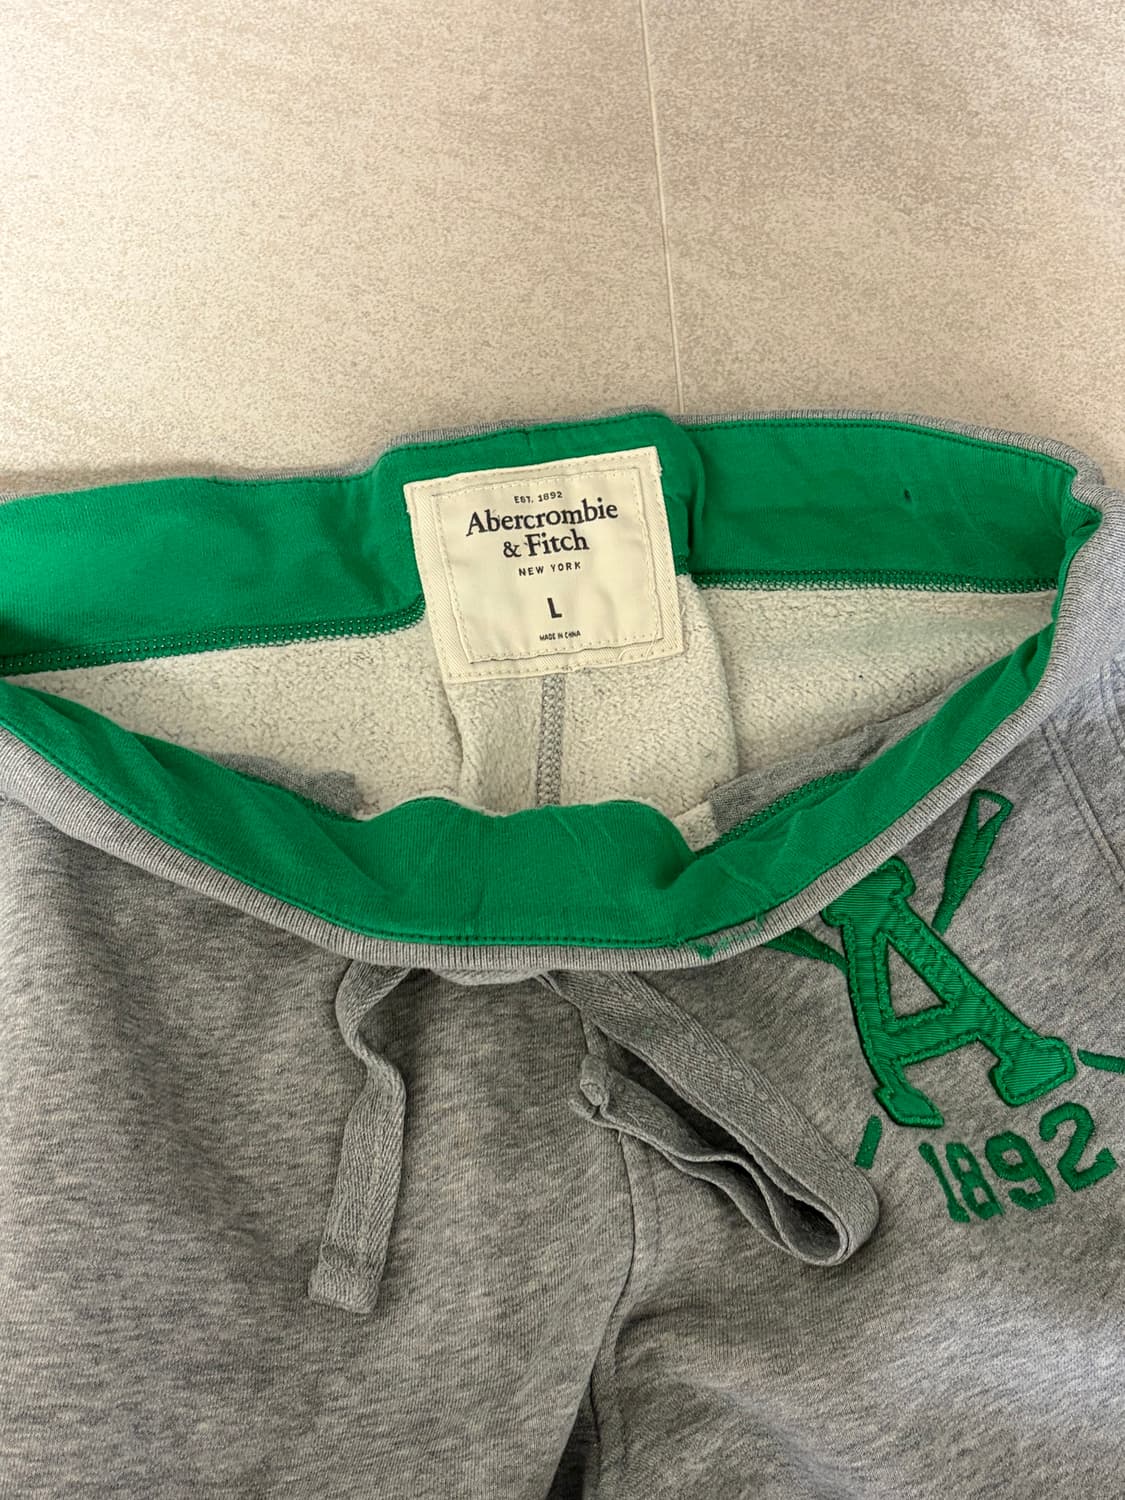 EST. 1892
Abercrombie
& Fitch
NEW YORK
L
MADE IN CHINA
A
1892